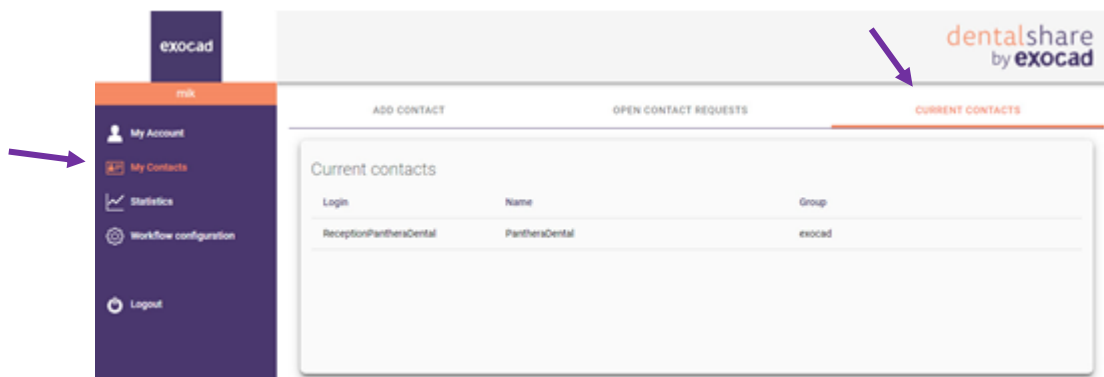 exocad
dentalshare
by exocad
mik
ADD CONTACT OPEN CONTACT REQUESTS CURRENT CONTACTS
My Account
My Contacts
Statistics
Workflow configuration
Logout
Current contacts
Login Name Group
ReceptionPantheraDental PantheraDental exocad